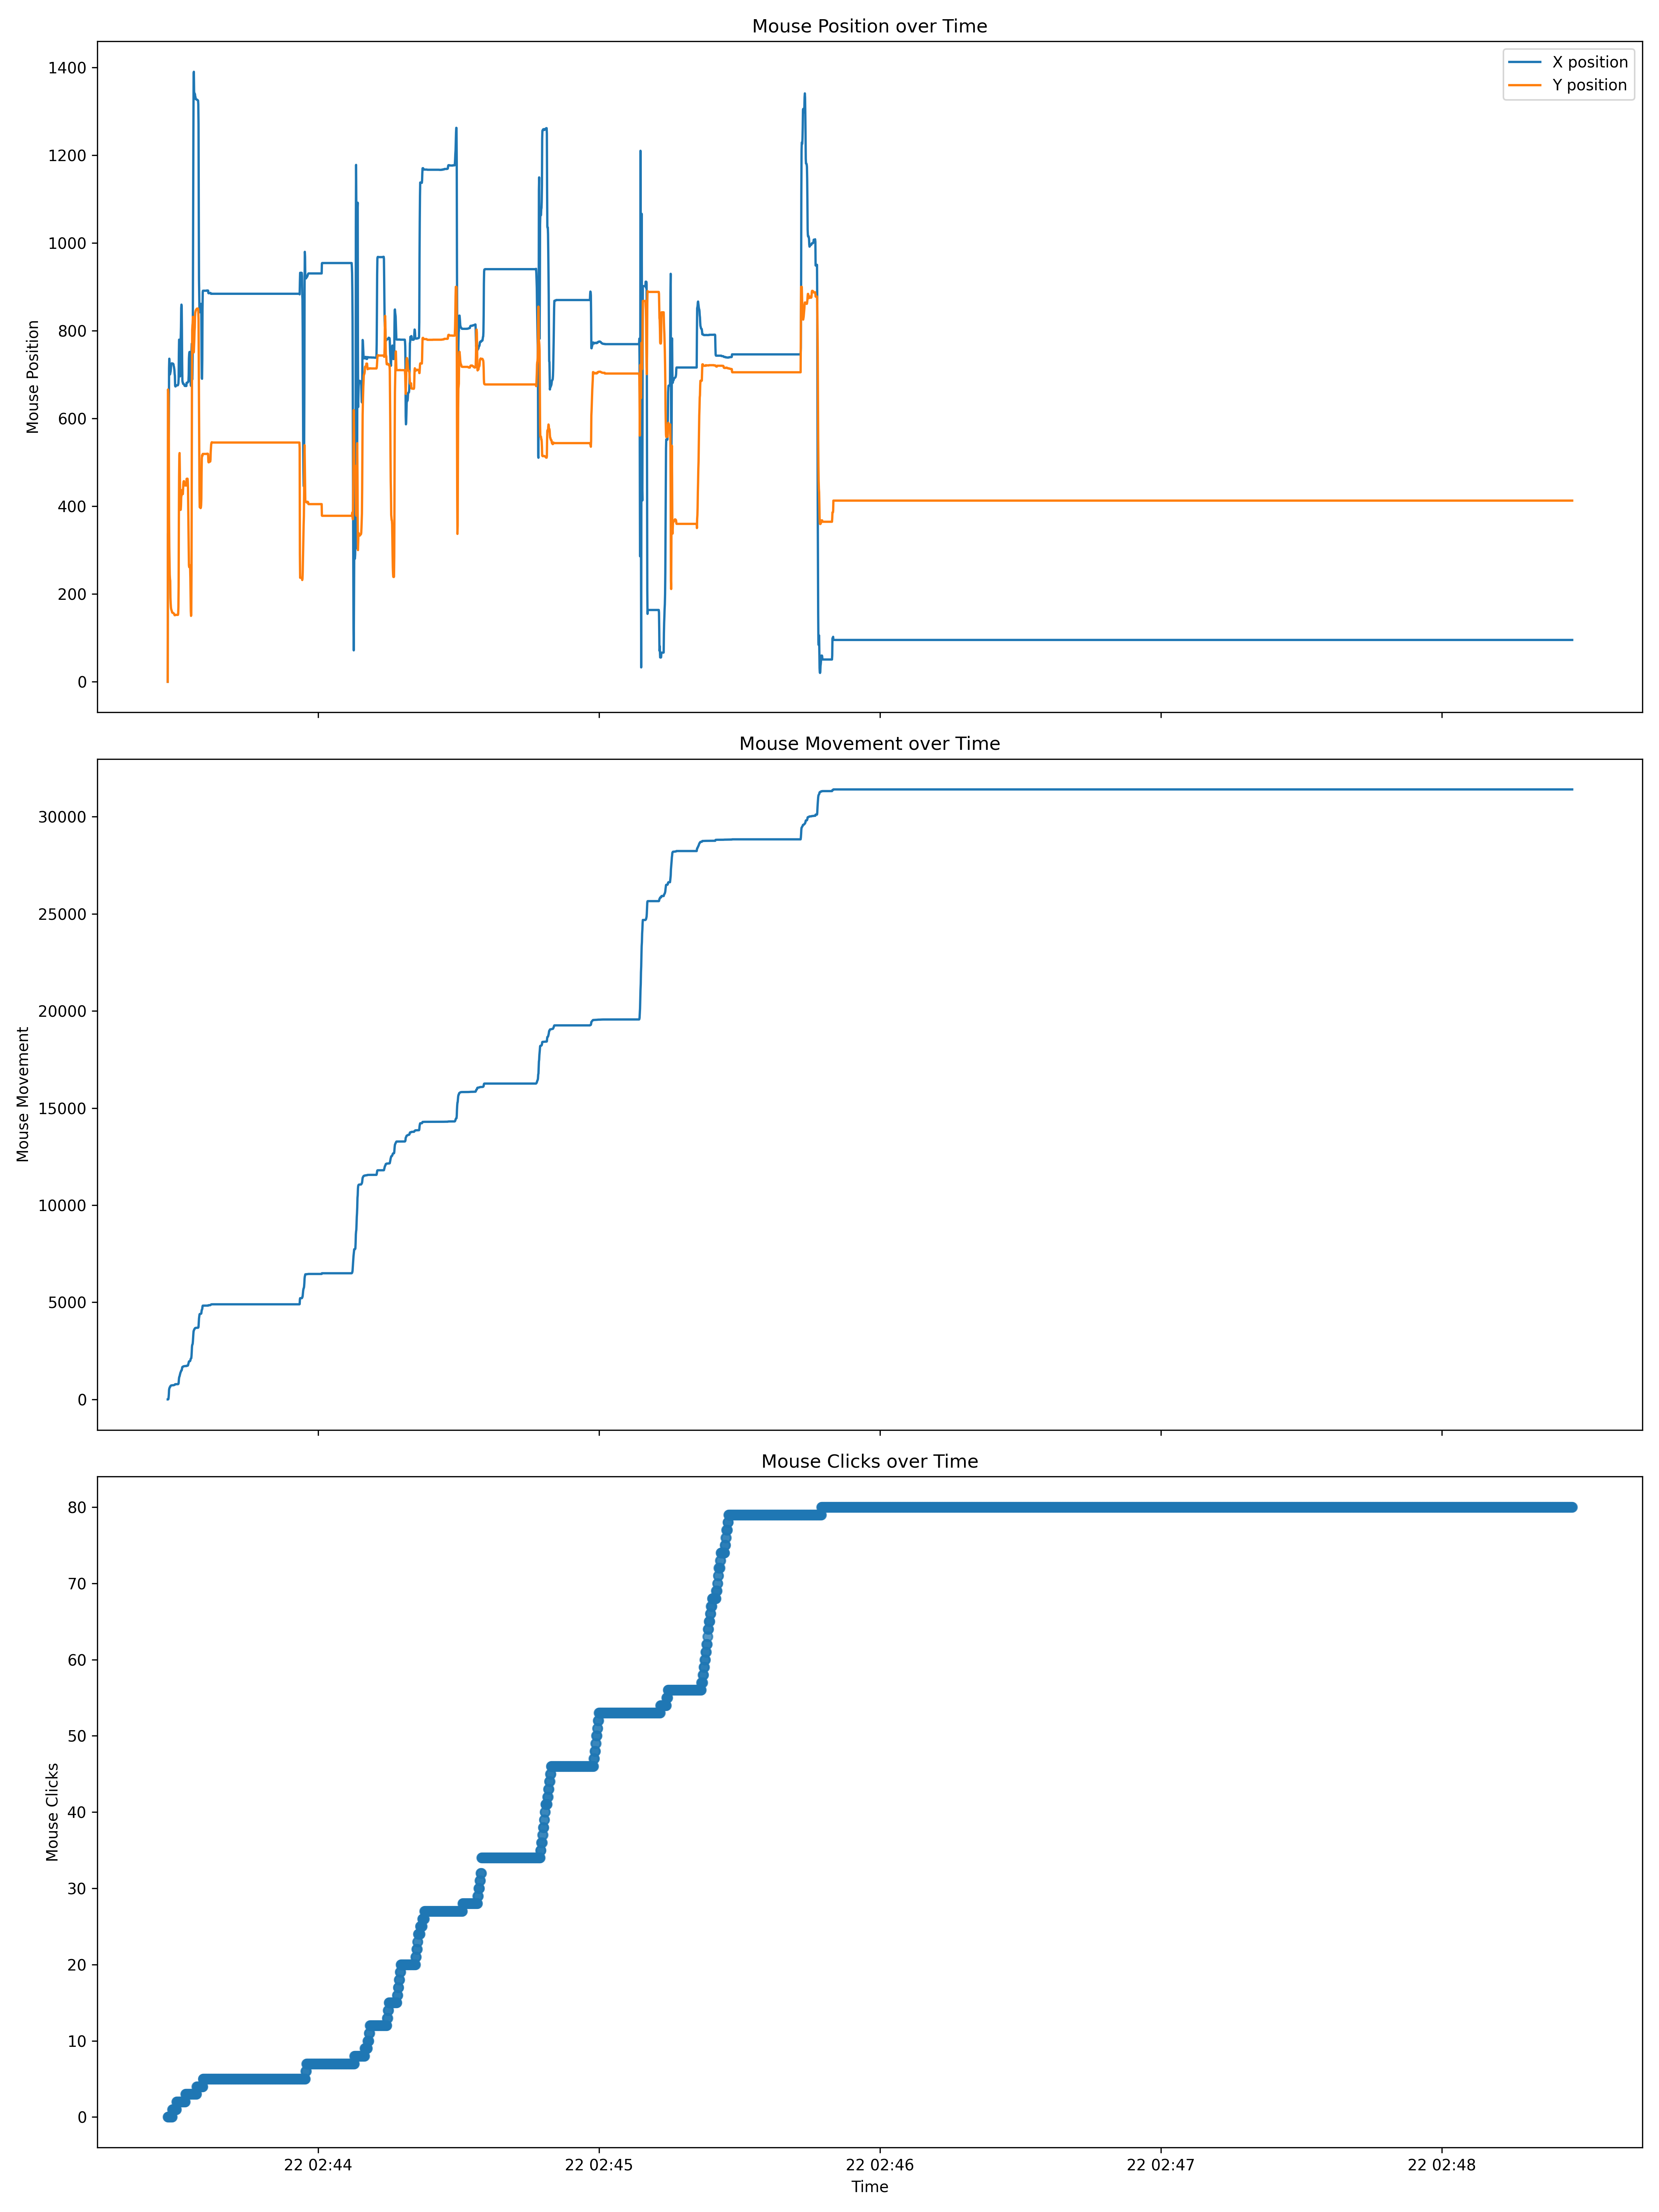 Mouse Position over Time
X position
Y position
1400
1200
1000
800
600
400
200
0
Mouse Position
Mouse Movement over Time
30000
25000
20000
15000
10000
5000
0
Mouse Movement
Mouse Clicks over Time
80
70
60
50
40
30
20
10
0
Mouse Clicks
22 02:44 22 02:45 22 02:46 22 02:47 22 02:48
Time